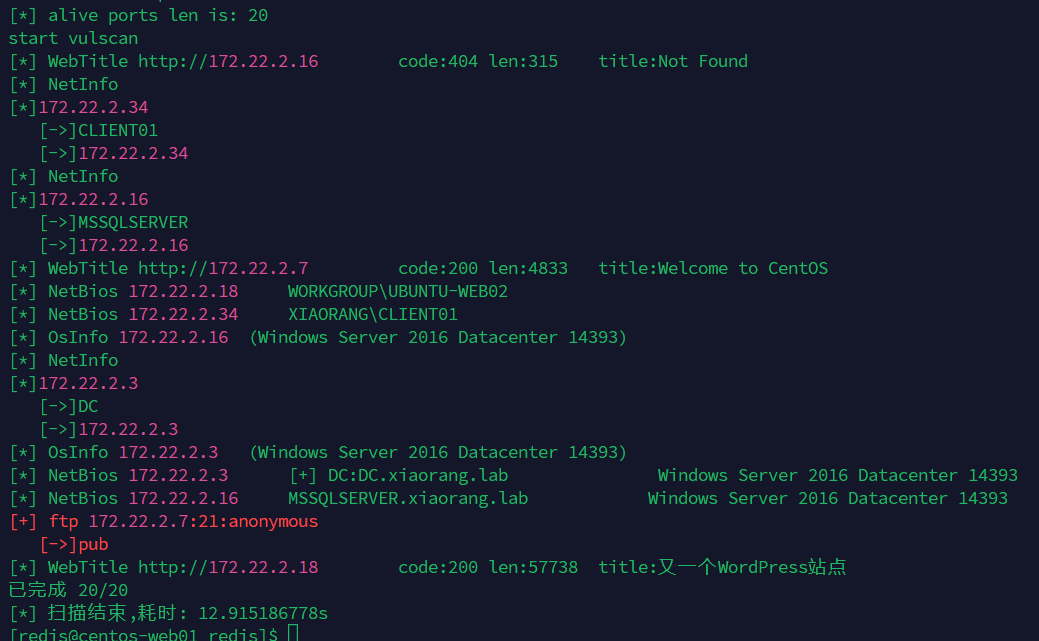 [*] alive ports len is: 20
start vulscan
[*] WebTitle http://172.22.2.16 code:404 len:315 title:Not Found
[*] NetInfo
[*]172.22.2.34
[->]CLIENT01
[->]172.22.2.34
[*] NetInfo
[*]172.22.2.16
[->]MSSQLSERVER
[->]172.22.2.16
[*] WebTitle http://172.22.2.7 code:200 len:4833 title:Welcome to CentOS
[*] NetBios 172.22.2.18 WORKGROUP\UBUNTU-WEB02
[*] NetBios 172.22.2.34 XIAORANG\CLIENT01
[*] OsInfo 172.22.2.16 (Windows Server 2016 Datacenter 14393)
[*] NetInfo
[*]172.22.2.3
[->]DC
[->]172.22.2.3
[*] OsInfo 172.22.2.3 (Windows Server 2016 Datacenter 14393)
[*] NetBios 172.22.2.3 [+] DC:DC.xiaorang.lab Windows Server 2016 Datacenter 14393
[*] NetBios 172.22.2.16 MSSQLSERVER.xiaorang.lab Windows Server 2016 Datacenter 14393
[+] ftp 172.22.2.7:21:anonymous
[->]pub
[*] WebTitle http://172.22.2.18 code:200 len:57738 title:又一个WordPress站点
已完成 20/20
[*] 扫描结束,耗时: 12.915186778s
[redis@centos-web01 redis]$